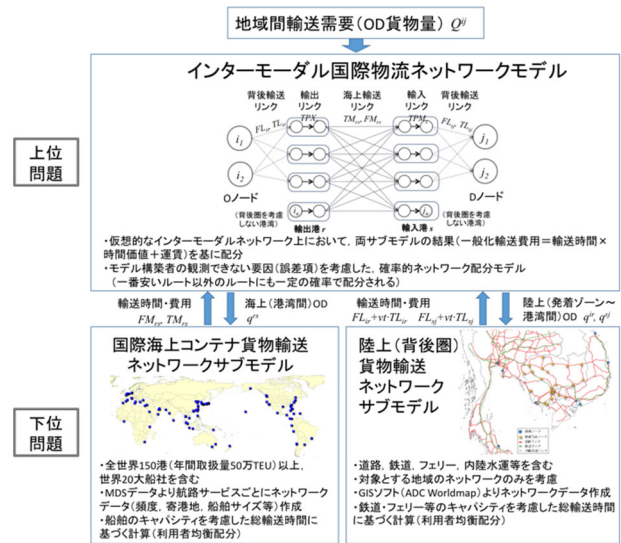 地域間輸送需要(OD貨物量) Q^ij
インターモーダル国際物流ネットワークモデル
背後輸送 輸出 海上輸送 輸入 背後輸送
リンク リンク リンク リンク リンク
FL_ir, TL_ir TPX_r TM_rs, FM_rs TPM_s FL_sj, TL_sj
i_1 j_1
i_2 j_2
Oノード Dノード
(背後圏を考慮 (背後圏を考慮
しない港湾) しない港湾)
輸出港 r 輸入港 s
・仮想的なインターモーダルネットワーク上において,両サブモデルの結果(一般化輸送費用=輸送時間×
時間価値+運賃)を基に配分
・モデル構築者の観測できない要因(誤差項)を考慮した,確率的ネットワーク配分モデル
(一番安いルート以外のルートにも一定の確率で配分される)
上位
問題
輸送時間・費用 海上(港湾間)OD
FM_rs, TM_rs q^rs
輸送時間・費用 陸上(発着ゾーン~
港湾間)OD q^ir, q^sj
FL_ir+vt・TL_ir FL_sj+vt・TL_sj
下位
問題
国際海上コンテナ貨物輸送
ネットワークサブモデル
・全世界150港(年間取扱量50万TEU)以上,
世界20大船社を含む
・MDSデータより航路サービスごとにネットワーク
データ(頻度,寄港地,船舶サイズ等)作成
・船舶のキャパシティを考慮した総輸送時間に
基づく計算(利用者均衡配分)
陸上(背後圏)
貨物輸送
ネットワーク
サブモデル
・道路,鉄道,フェリー,内陸水運等を含む
・対象とする地域のネットワークのみを考慮
・GISソフト(ADC Worldmap)よりネットワークデータ作成
・鉄道・フェリー等のキャパシティを考慮した総輸送時間
に基づく計算(利用者均衡配分)